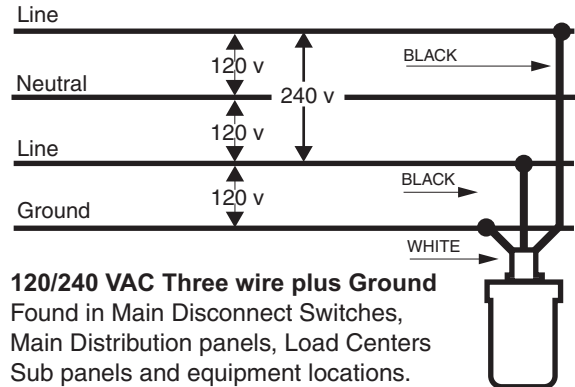 Line
BLACK
120 v
240 v
Neutral
120 v
Line
BLACK
120 v
Ground
WHITE
120/240 VAC Three wire plus Ground
Found in Main Disconnect Switches,
Main Distribution panels, Load Centers
Sub panels and equipment locations.